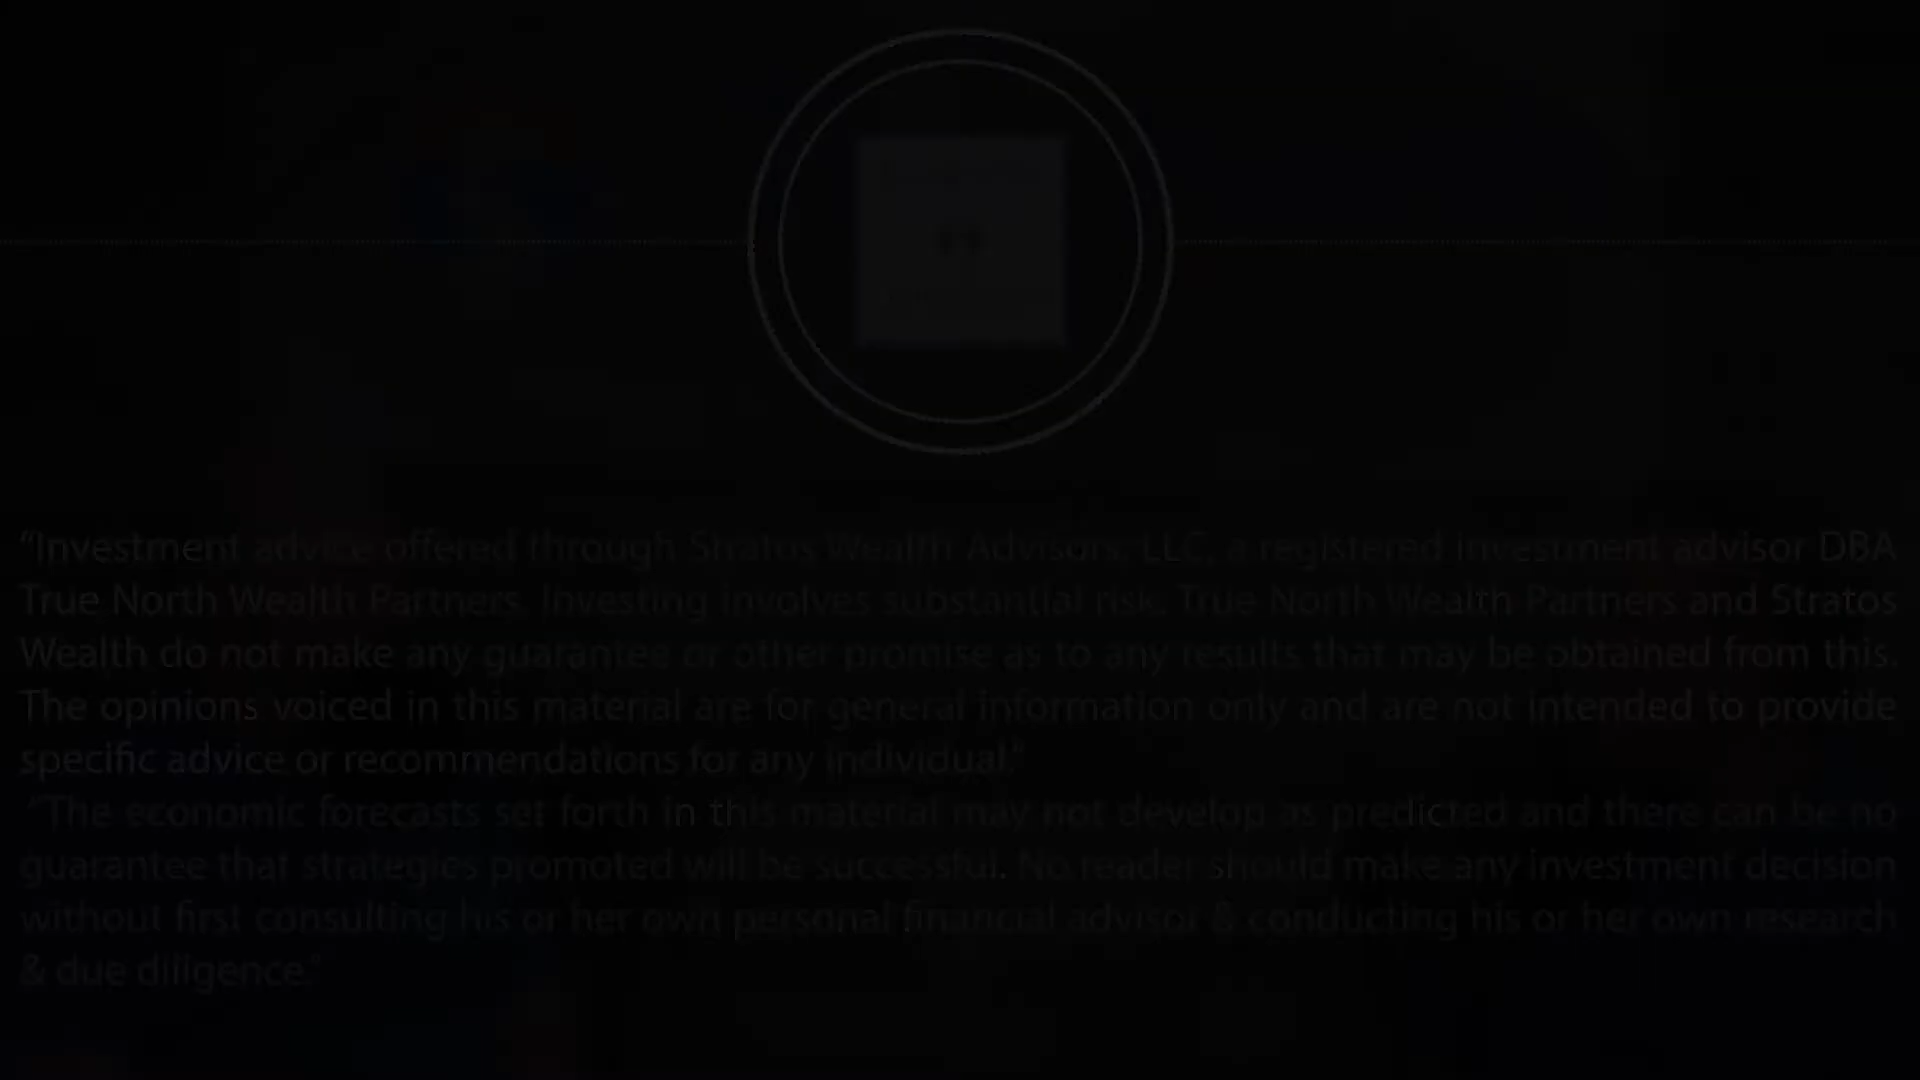 “Investment advice offered through Stratos Wealth Advisors, LLC, a registered investment advisor DBA
True North Wealth Partners. Investing involves substantial risk. True North Wealth Partners and Stratos
Wealth do not make any guarantee or other promise as to any results that may be obtained from this.
The opinions voiced in this material are for general information only and are not intended to provide
specific advice or recommendations for any individual.”
“The economic forecasts set forth in this material may not develop as predicted and there can be no
guarantee that strategies promoted will be successful. No reader should make any investment decision
without first consulting his or her own personal financial advisor & conducting his or her own research
& due diligence.”